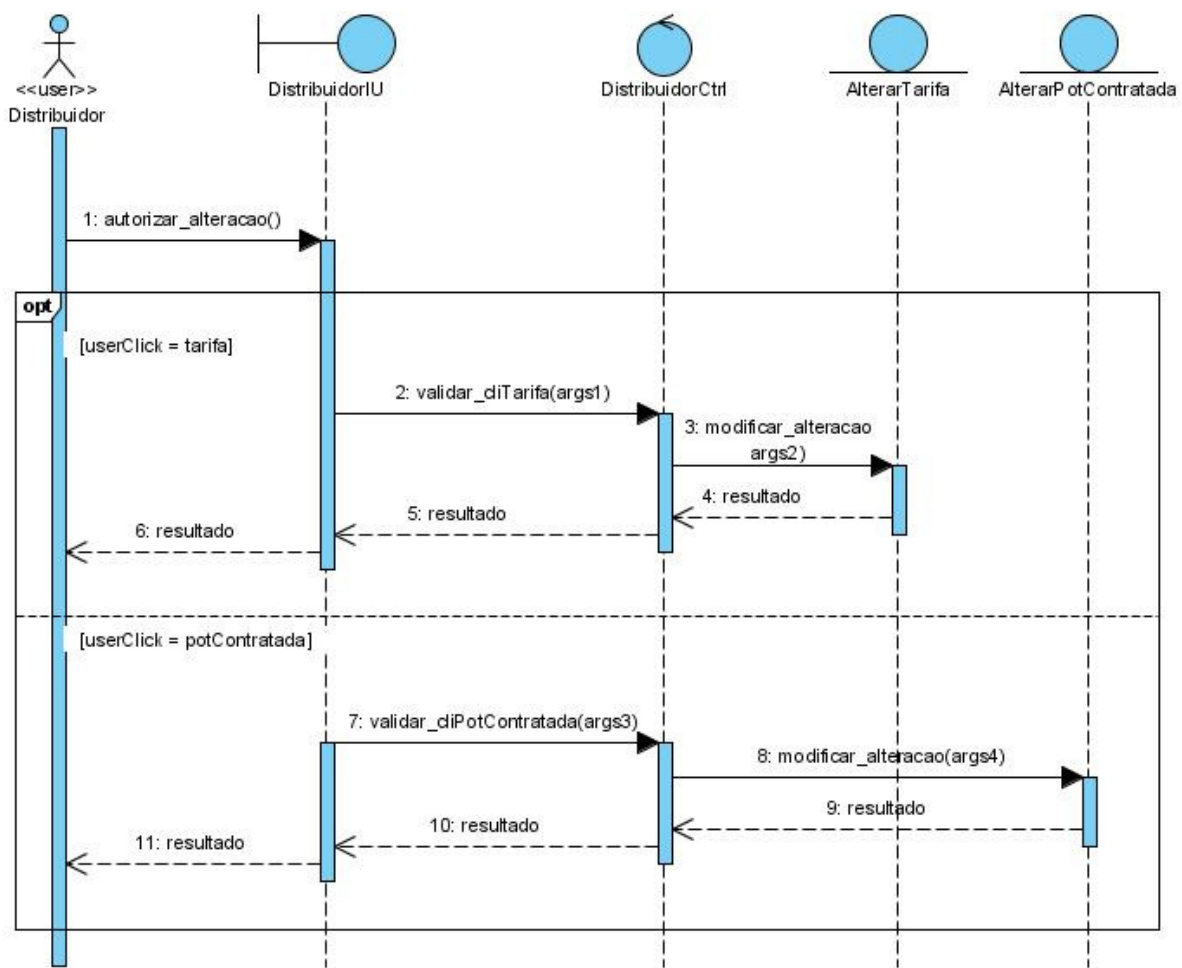 <<user>>
Distribuidor
DistribuidorIU
DistribuidorCtrl
AlterarTarifa
AlterarPotContratada
1: autorizar_alteracao()
opt
[userClick = tarifa]
2: validar_cliTarifa(args1)
3: modificar_alteracao
args2)
4: resultado
5: resultado
6: resultado
[userClick = potContratada]
7: validar_cliPotContratada(args3)
8: modificar_alteracao(args4)
9: resultado
10: resultado
11: resultado